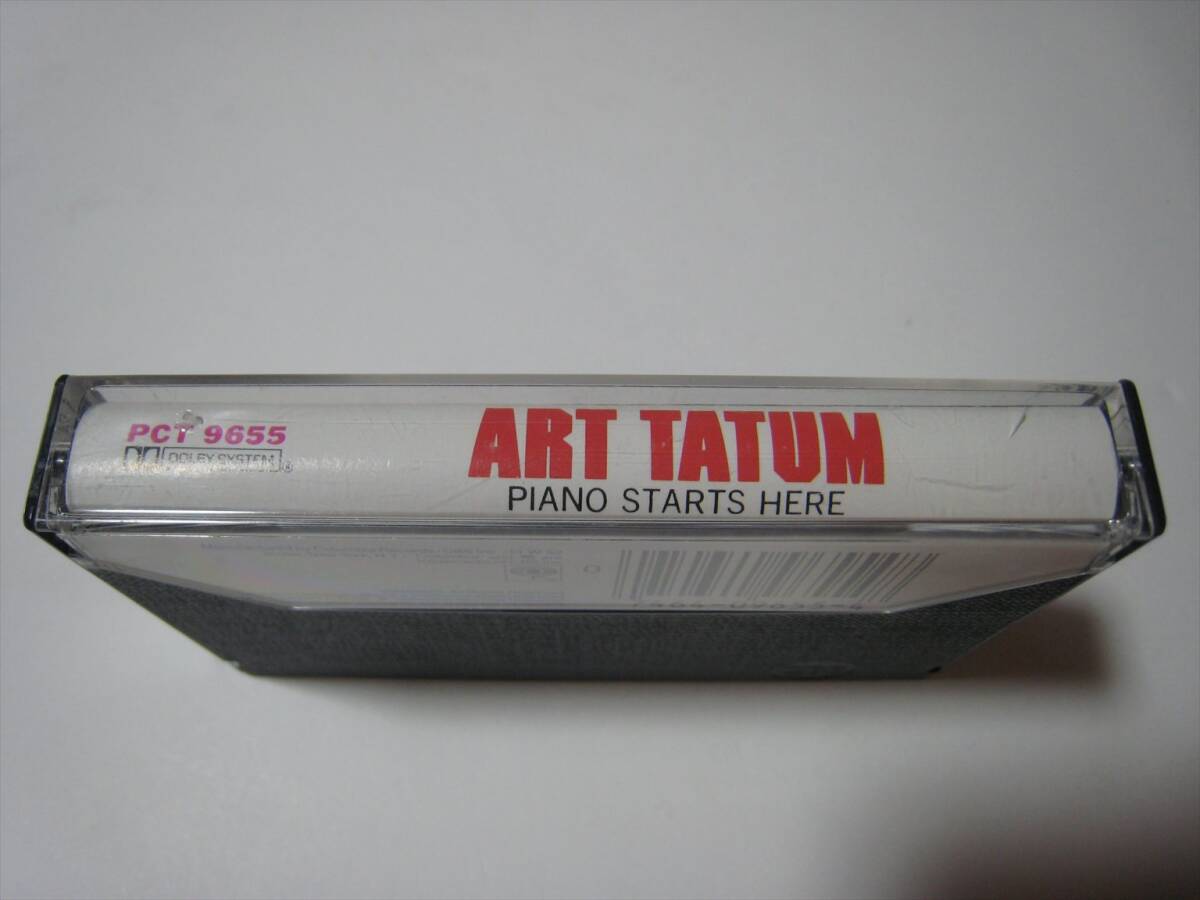 PCT 9655
DOLBY SYSTEM
ART TATUM
PIANO STARTS HERE